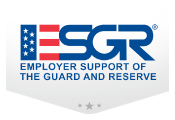 ESGR®
EMPLOYER SUPPORT OF
THE GUARD AND RESERVE